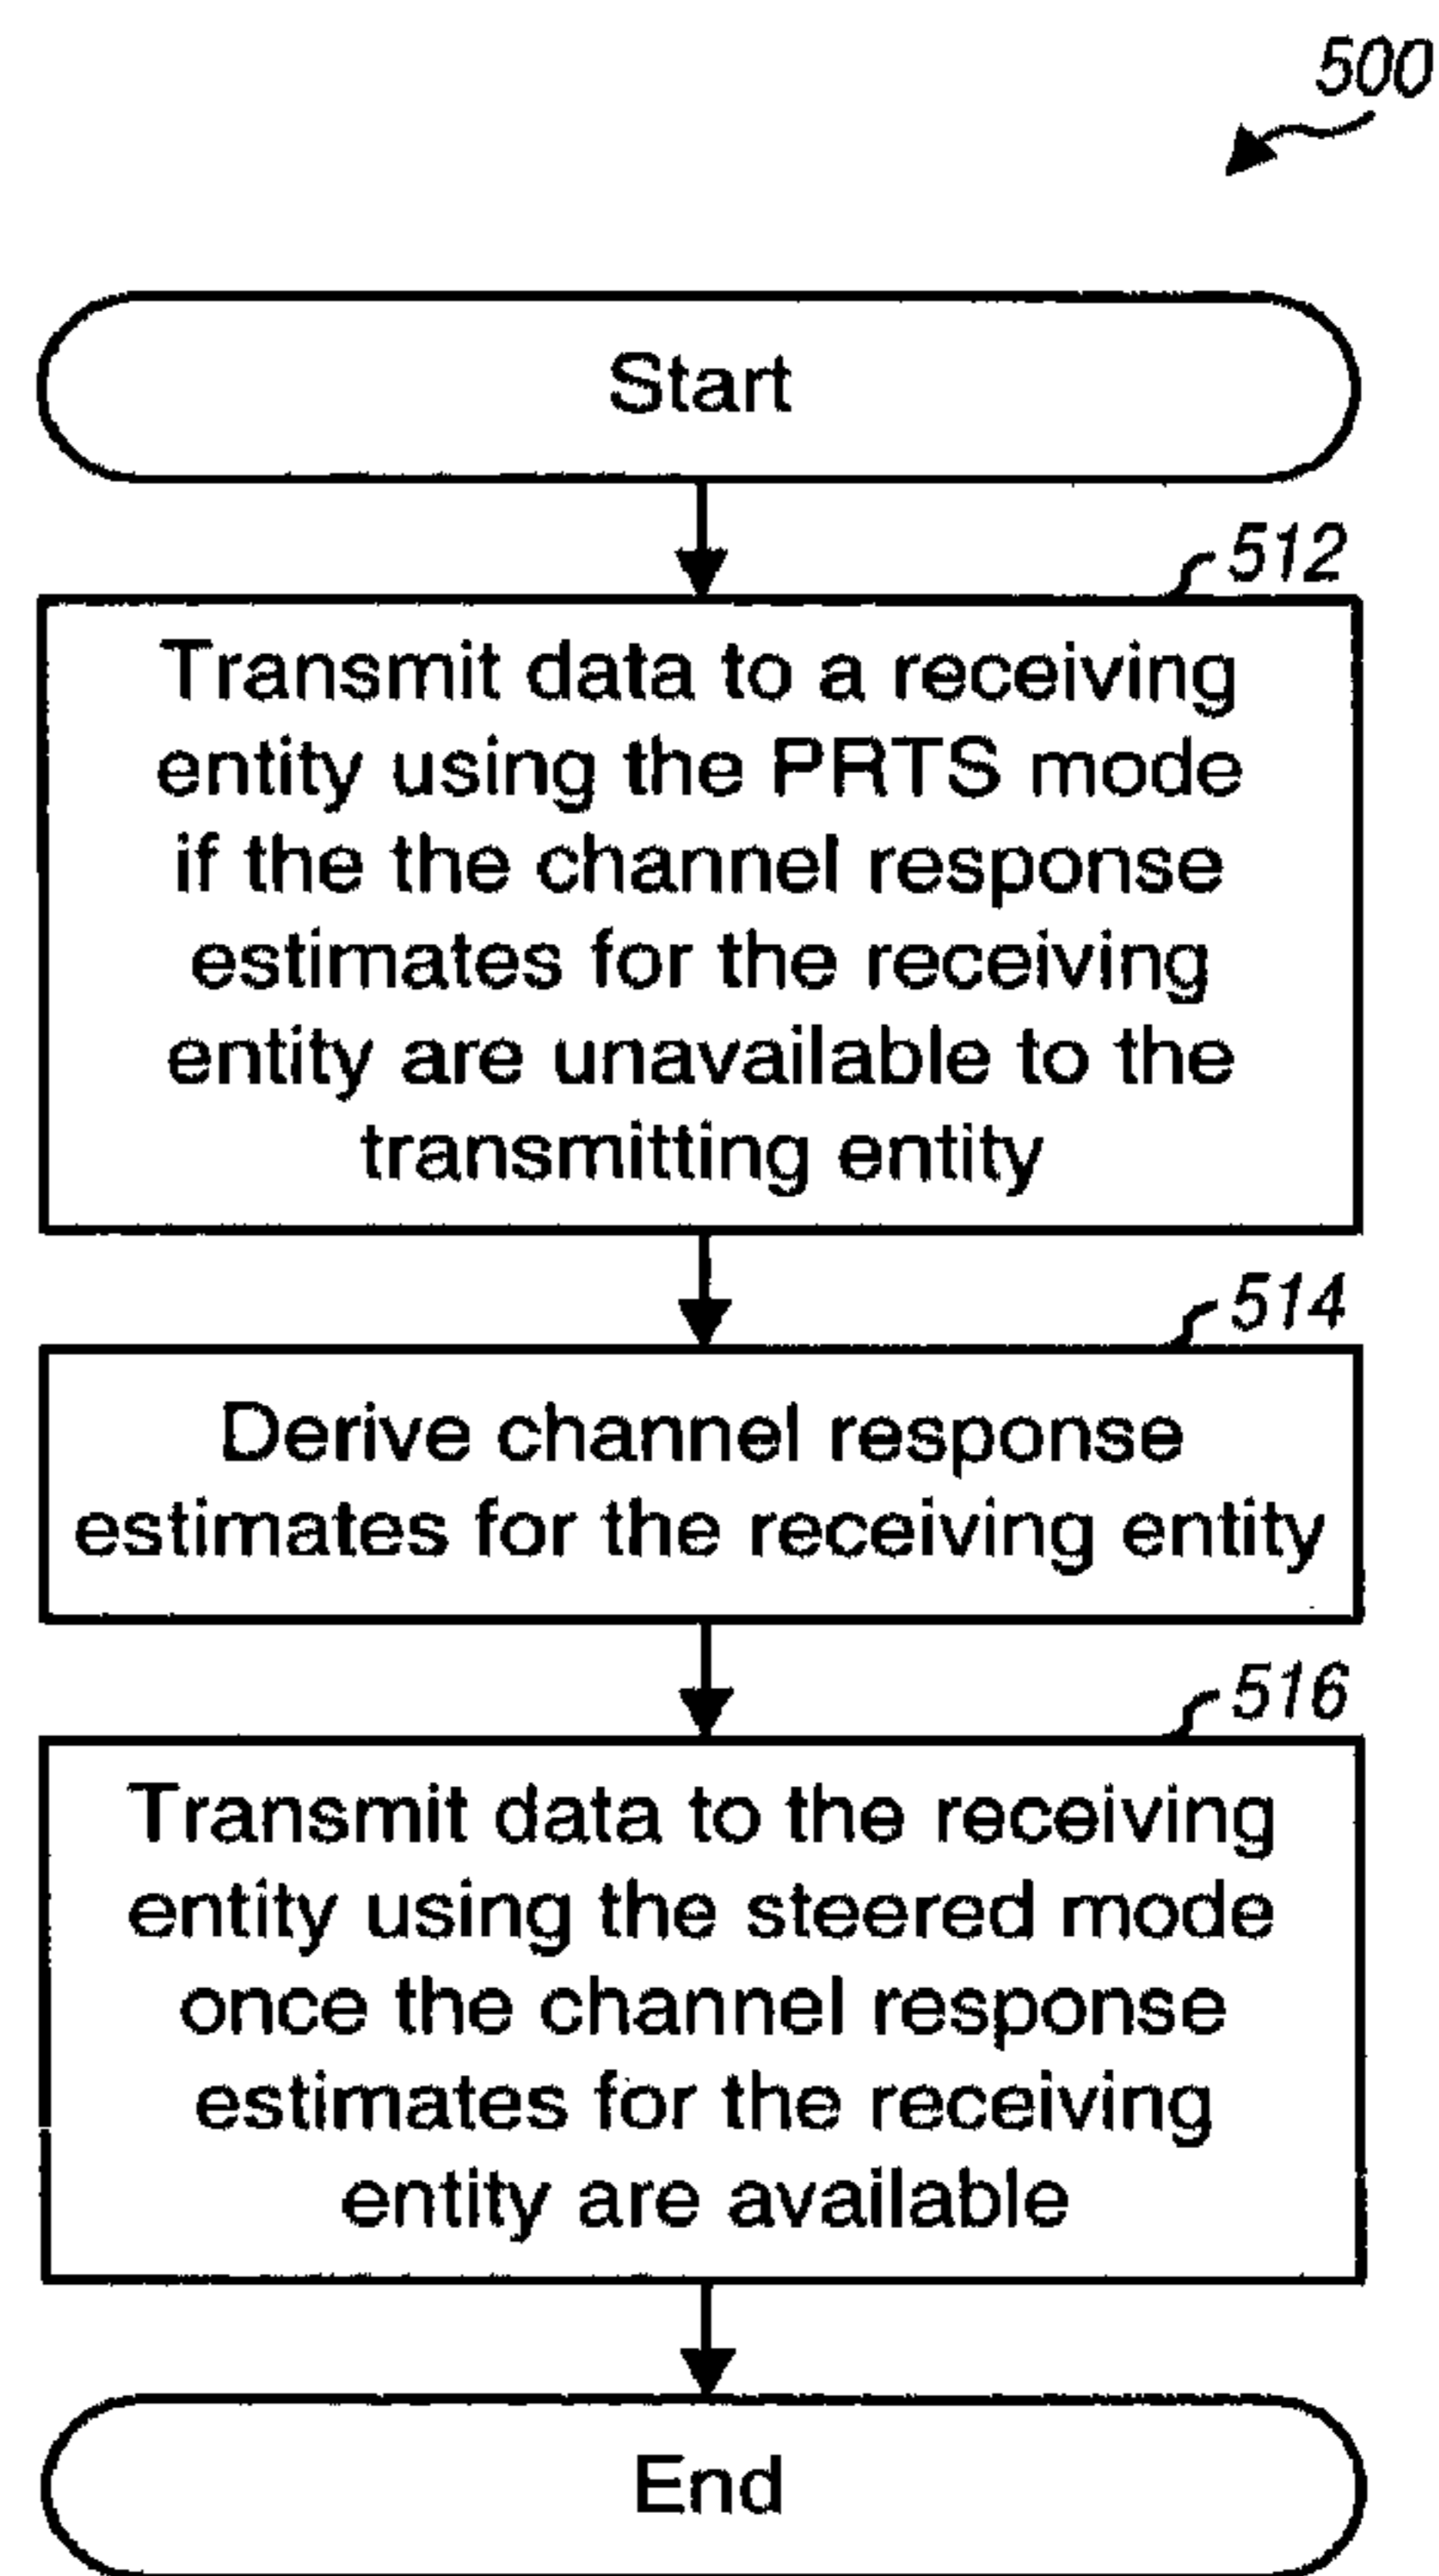 500
Start
512
Transmit data to a receiving
entity using the PRTS mode
if the the channel response
estimates for the receiving
entity are unavailable to the
transmitting entity
514
Derive channel response
estimates for the receiving entity
516
Transmit data to the receiving
entity using the steered mode
once the channel response
estimates for the receiving
entity are available
End